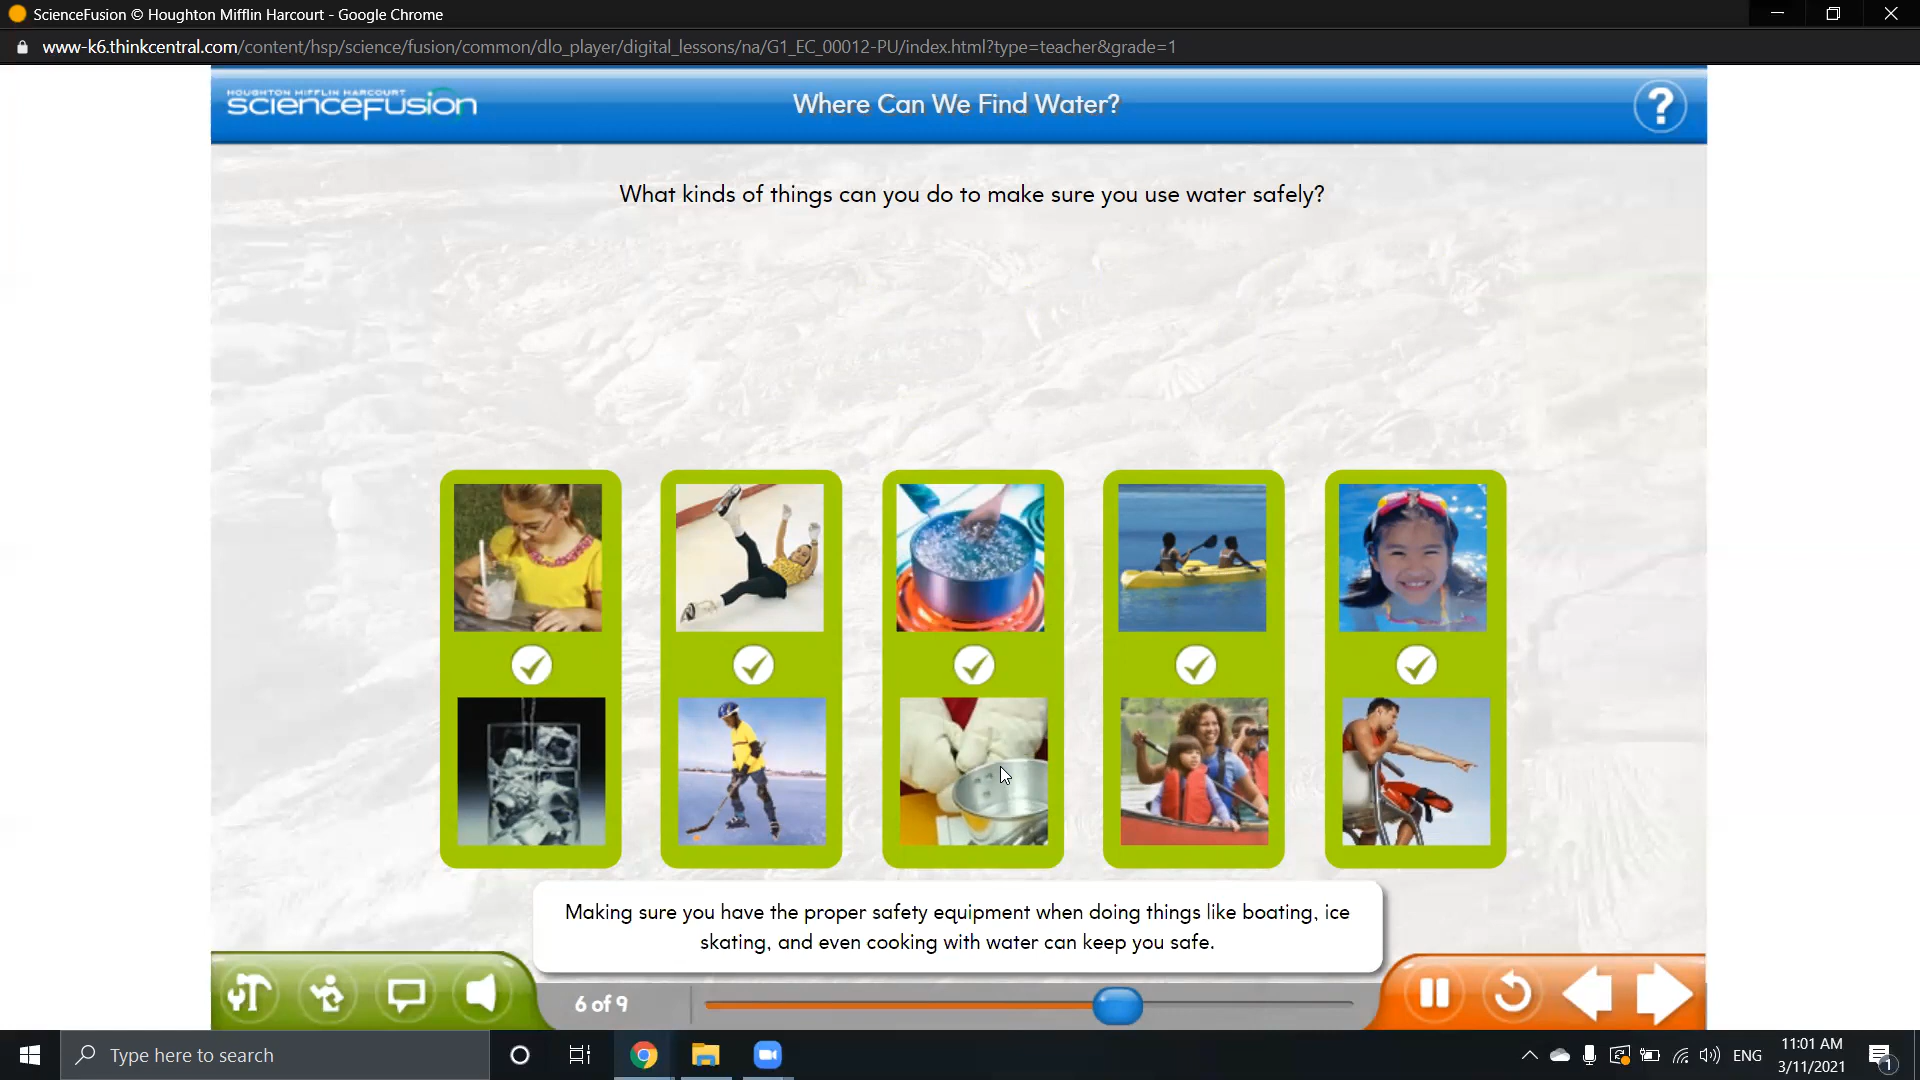 ScienceFusion © Houghton Mifflin Harcourt - Google Chrome
www-k6.thinkcentral.com/content/hsp/science/fusion/common/dlo_player/digital_lessons/na/G1_EC_00012-PU/index.html?type=teacher&grade=1
HOUGHTON MIFFLIN HARCOURT
scienceFusion
Where Can We Find Water?
?
What kinds of things can you do to make sure you use water safely?
Making sure you have the proper safety equipment when doing things like boating, ice
skating, and even cooking with water can keep you safe.
6 of 9
Type here to search
ENG
11:01 AM
3/11/2021
1